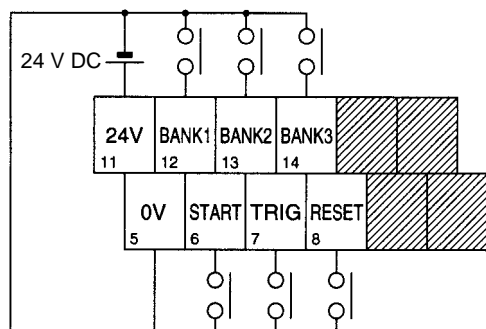 24 V DC
24V BANK1 BANK2 BANK3
11 12 13 14
0V START TRIG RESET
5 6 7 8